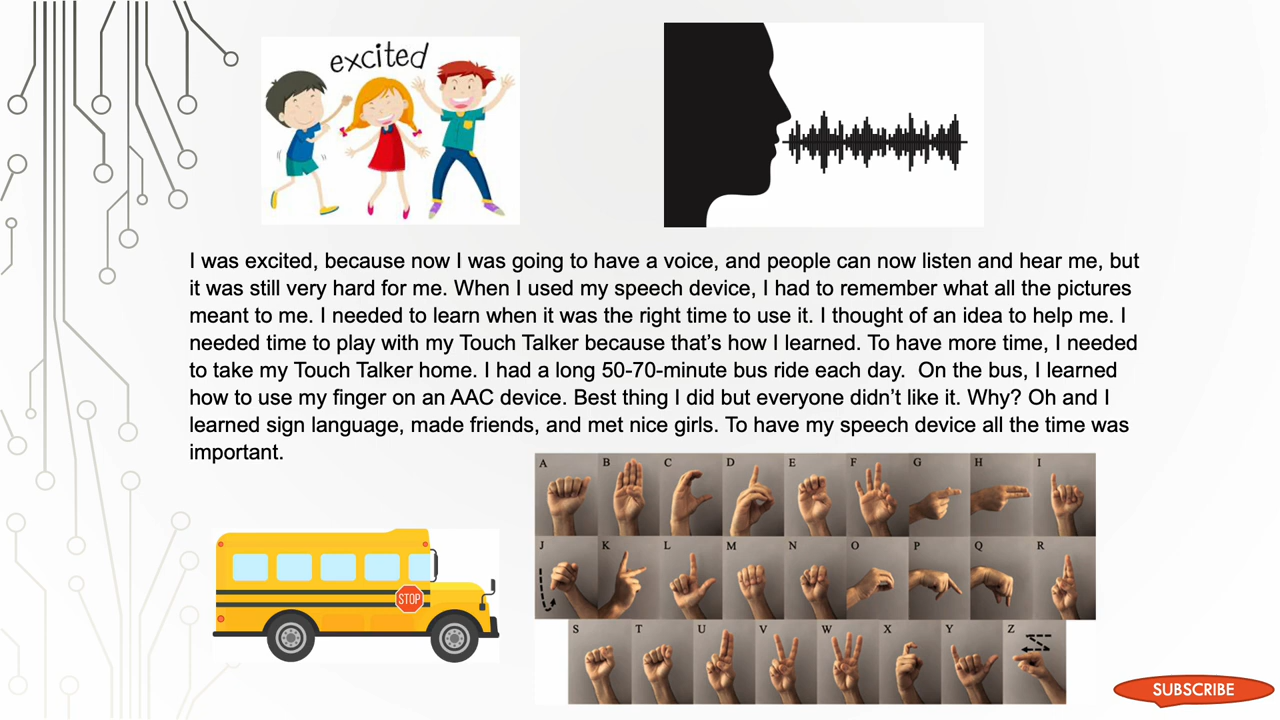 excited
I was excited, because now I was going to have a voice, and people can now listen and hear me, but
it was still very hard for me. When I used my speech device, I had to remember what all the pictures
meant to me. I needed to learn when it was the right time to use it. I thought of an idea to help me. I
needed time to play with my Touch Talker because that’s how I learned. To have more time, I needed
to take my Touch Talker home. I had a long 50-70-minute bus ride each day.  On the bus, I learned
how to use my finger on an AAC device. Best thing I did but everyone didn’t like it. Why? Oh and I
learned sign language, made friends, and met nice girls. To have my speech device all the time was
important.
A B C D E F G H I
J K L M N O P Q R
S T U V W X Y Z
STOP
SUBSCRIBE